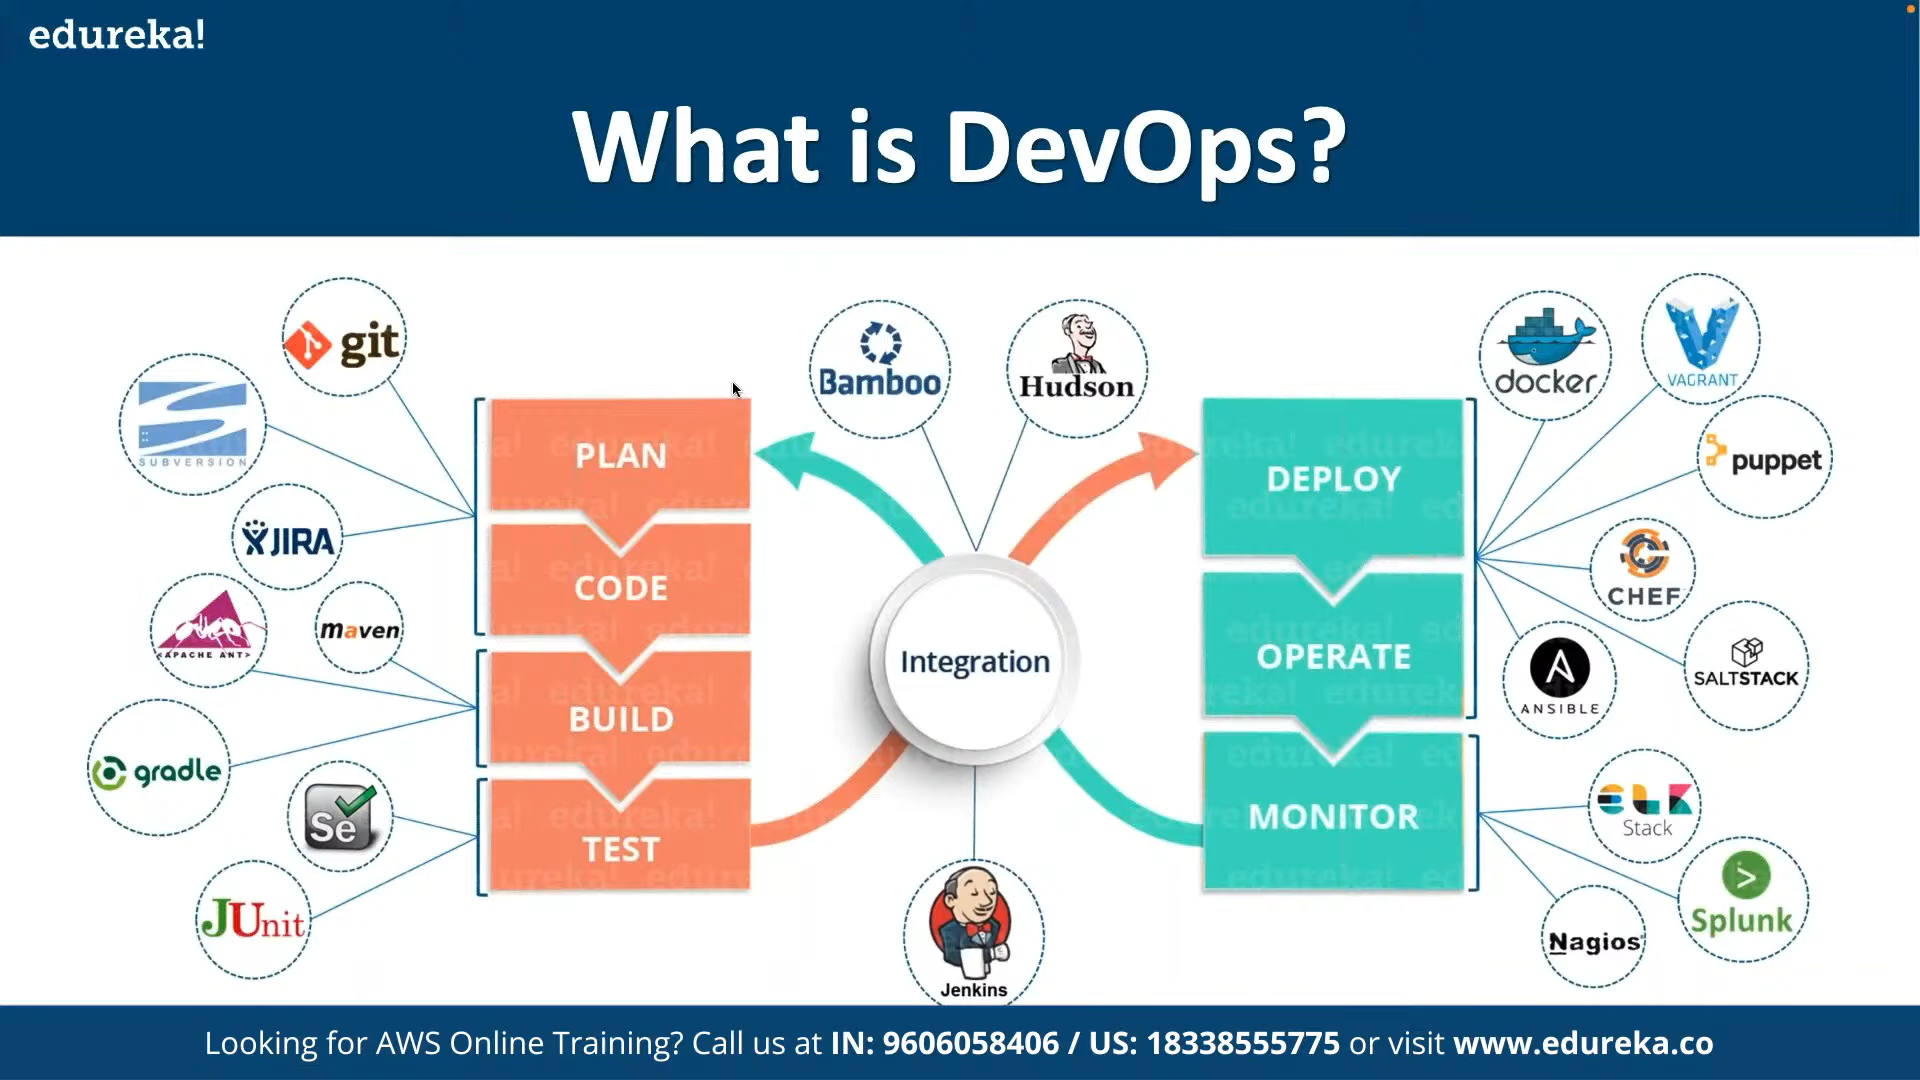 edureka!
What is DevOps?
git
SUBVERSION
JIRA
<APACHE ANT>
maven
gradle
Se
JUnit
PLAN
CODE
BUILD
TEST
Bamboo
Hudson
Integration
Jenkins
DEPLOY
OPERATE
MONITOR
docker
VAGRANT
puppet
CHEF
SALTSTACK
ANSIBLE
ELK
Stack
Splunk
Nagios
Looking for AWS Online Training? Call us at IN: 9606058406 / US: 18338555775 or visit www.edureka.co